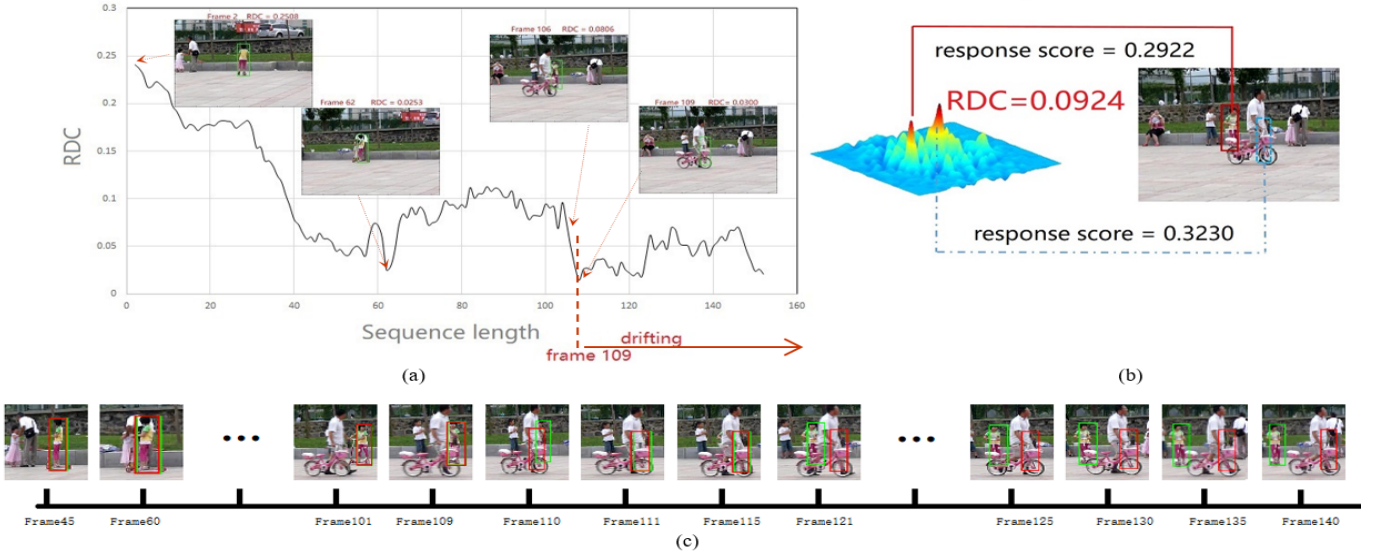 0.3
0.25
0.2
0.15
0.1
0.05
0
RDC
Frame 2 RDC = 0.2508
Frame 62 RDC = 0.0253
Frame 106 RDC = 0.0806
Frame 109 RDC= 0.0300
0 20 40 60 80 100 120 140 160
Sequence length
drifting
frame 109
(a)
response score = 0.2922
RDC=0.0924
response score = 0.3230
(b)
Frame45 Frame60 Frame101 Frame109 Frame110 Frame111 Frame115 Frame121 Frame125 Frame130 Frame135 Frame140
(c)